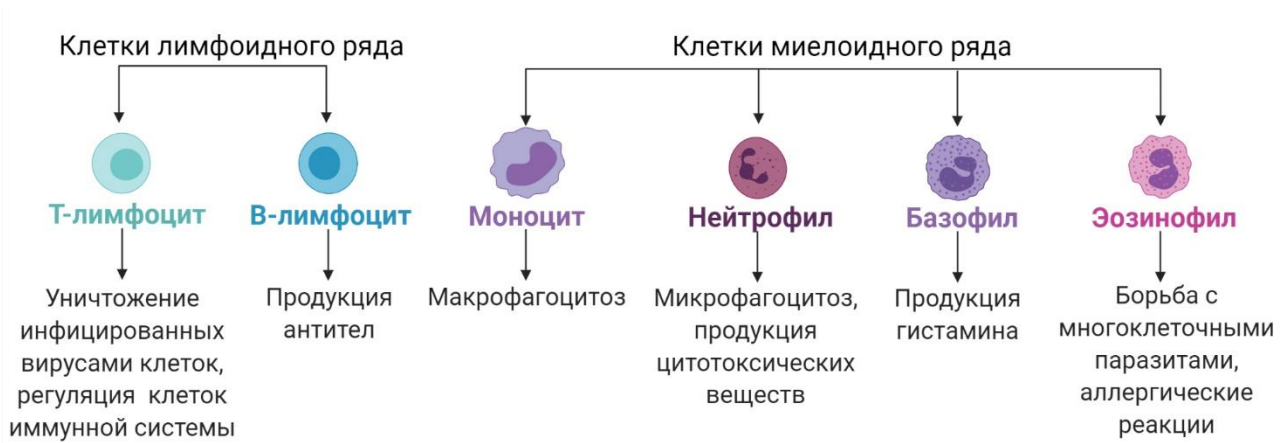 Клетки лимфоидного ряда
Клетки миелоидного ряда
Т-лимфоцит
В-лимфоцит
Моноцит
Нейтрофил
Базофил
Эозинофил
Уничтожение
инфицированных
вирусами клеток,
регуляция клеток
иммунной системы
Продукция
антител
Макрофагоцитоз
Микрофагоцитоз,
продукция
цитотоксических
веществ
Продукция
гистамина
Борьба с
многоклеточными
паразитами,
аллергические
реакции